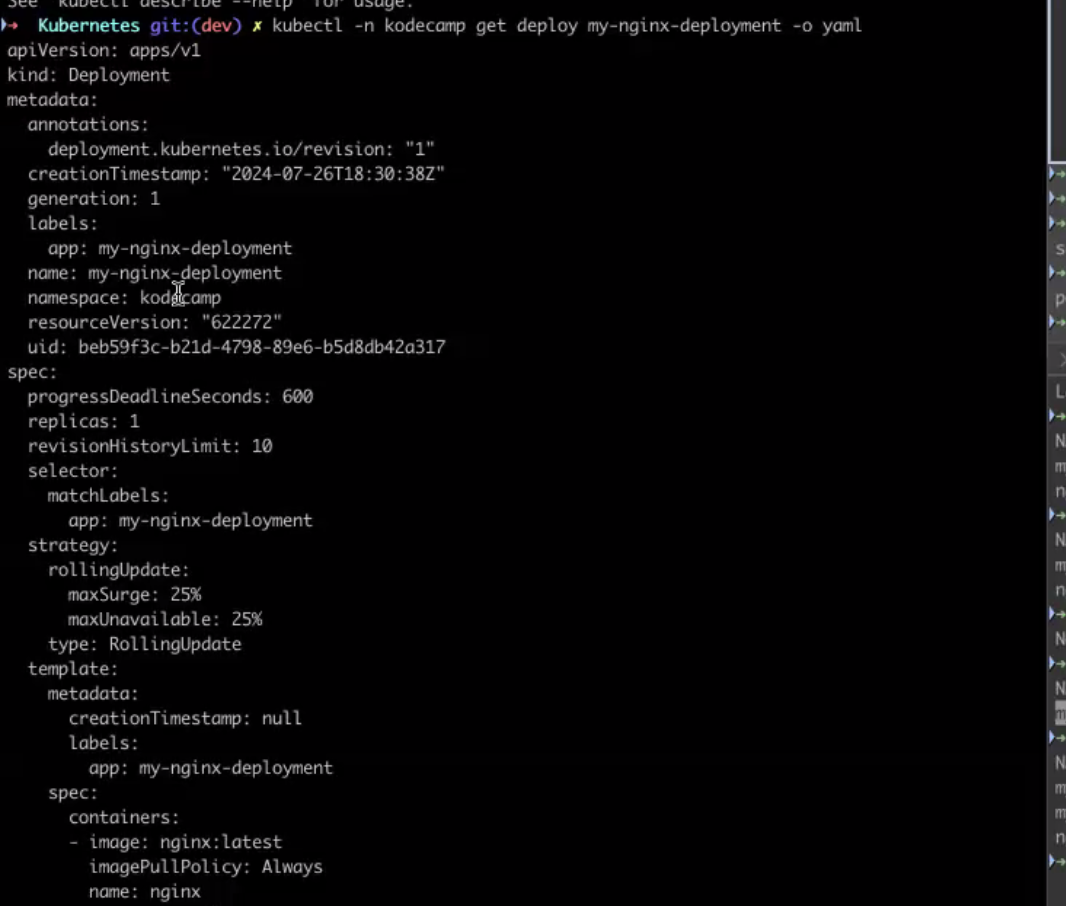 See 'kubectl describe --help' for usage.
➜ Kubernetes git:(dev) ✗ kubectl -n kodecamp get deploy my-nginx-deployment -o yaml
apiVersion: apps/v1
kind: Deployment
metadata:
  annotations:
    deployment.kubernetes.io/revision: "1"
  creationTimestamp: "2024-07-26T18:30:38Z"
  generation: 1
  labels:
    app: my-nginx-deployment
  name: my-nginx-deployment
  namespace: kodecamp
  resourceVersion: "622272"
  uid: beb59f3c-b21d-4798-89e6-b5d8db42a317
spec:
  progressDeadlineSeconds: 600
  replicas: 1
  revisionHistoryLimit: 10
  selector:
    matchLabels:
      app: my-nginx-deployment
  strategy:
    rollingUpdate:
      maxSurge: 25%
      maxUnavailable: 25%
    type: RollingUpdate
  template:
    metadata:
      creationTimestamp: null
      labels:
        app: my-nginx-deployment
    spec:
      containers:
      - image: nginx:latest
        imagePullPolicy: Always
        name: nginx